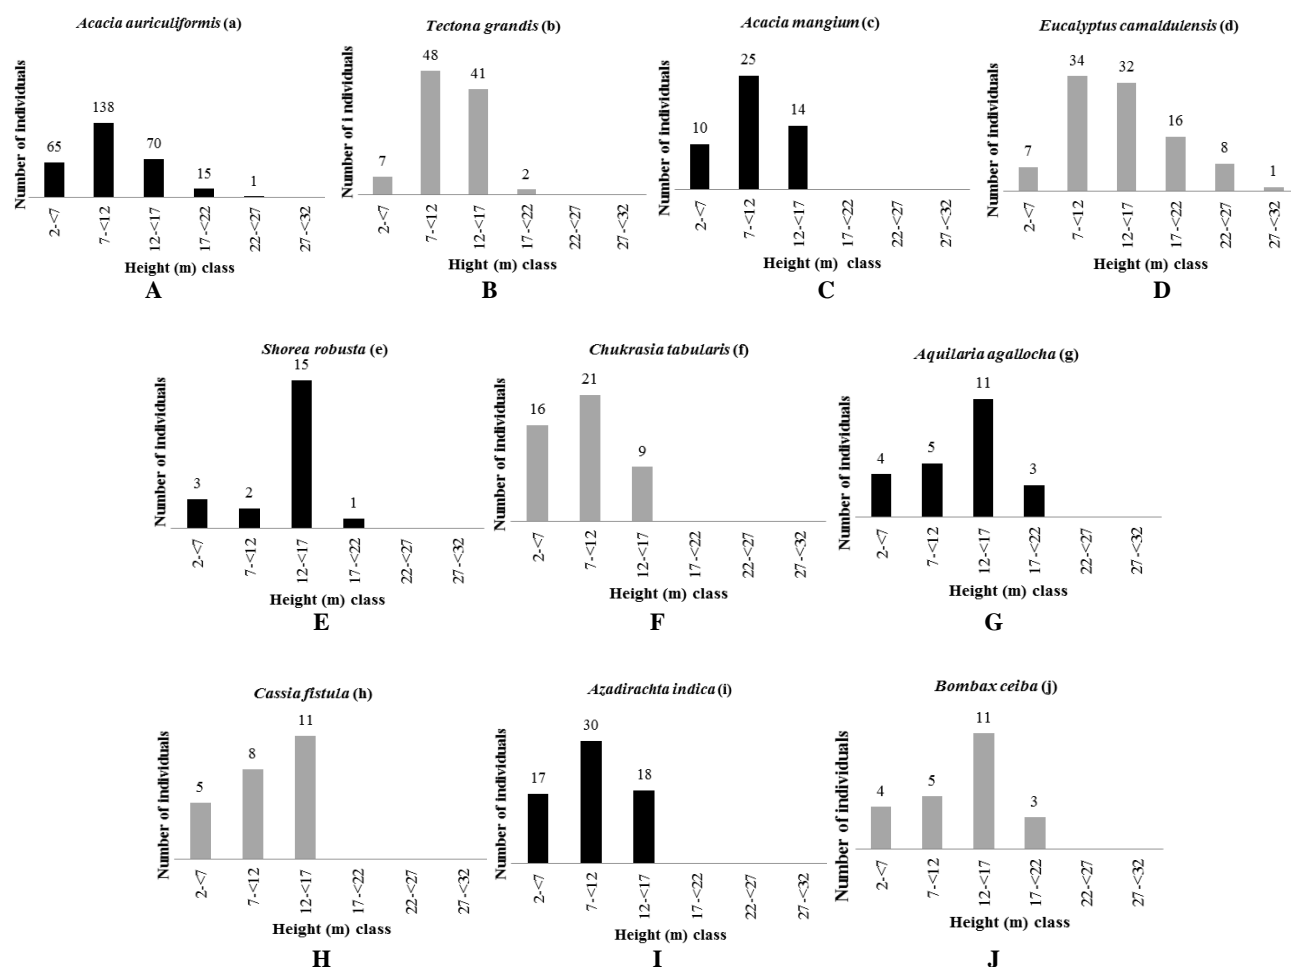 Acacia auriculiformis (a)
Number of individuals
65
138
70
15
1
2-<7
7-<12
12-<17
17-<22
22-<27
27-<32
Height (m) class
A
Tectona grandis (b)
Number of i ndividuals
7
48
41
2
2-<7
7-<12
12-<17
17-<22
22-<27
27-<32
Hight (m) class
B
Acacia mangium (c)
Number of individuals
10
25
14
2-<7
7-<12
12-<17
17-<22
22-<27
27-<32
Height (m) class
C
Eucalyptus camaldulensis (d)
Number of individuals
7
34
32
16
8
1
2-<7
7-<12
12-<17
17-<22
22-<27
27-<32
Height (m) class
D
Shorea robusta (e)
Number of individuals
3
2
15
1
2-<7
7-<12
12-<17
17-<22
22-<27
27-<32
Height (m) class
E
Chukrasia tabularis (f)
Number of individuals
16
21
9
2-<7
7-<12
12-<17
17-<22
22-<27
27-<32
Height (m) class
F
Aquilaria agallocha (g)
Number of individuals
4
5
11
3
2-<7
7-<12
12-<17
17-<22
22-<27
27-<32
Height (m) class
G
Cassia fistula (h)
Number of individuals
5
8
11
2-<7
7-<12
12-<17
17-<22
22-<27
27-<32
Height (m) class
H
Azadirachta indica (i)
Number of individuals
17
30
18
2-<7
7-<12
12-<17
17-<22
22-<27
27-<32
Height (m) class
I
Bombax ceiba (j)
Number of individuals
4
5
11
3
2-<7
7-<12
12-<17
17-<22
22-<27
27-<32
Height (m) class
J